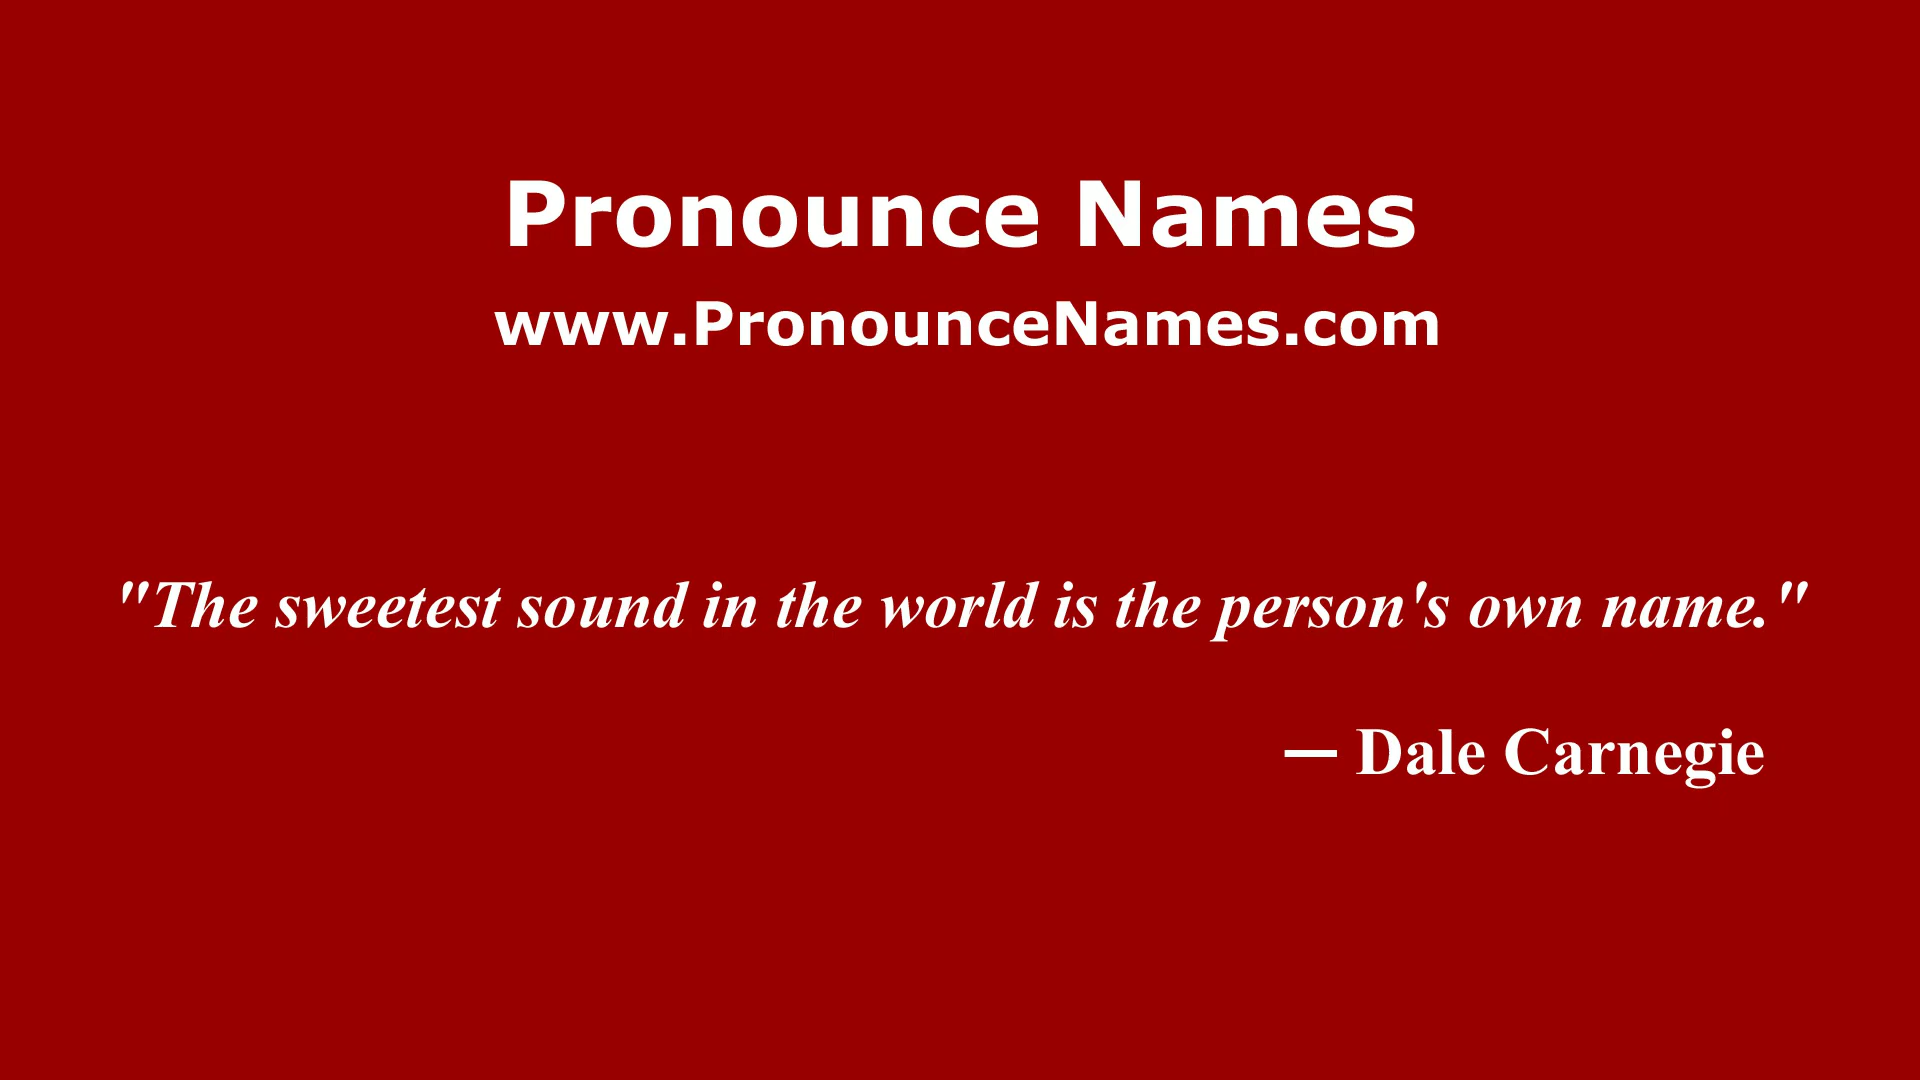 Pronounce Names
www.PronounceNames.com
"The sweetest sound in the world is the person's own name."
— Dale Carnegie